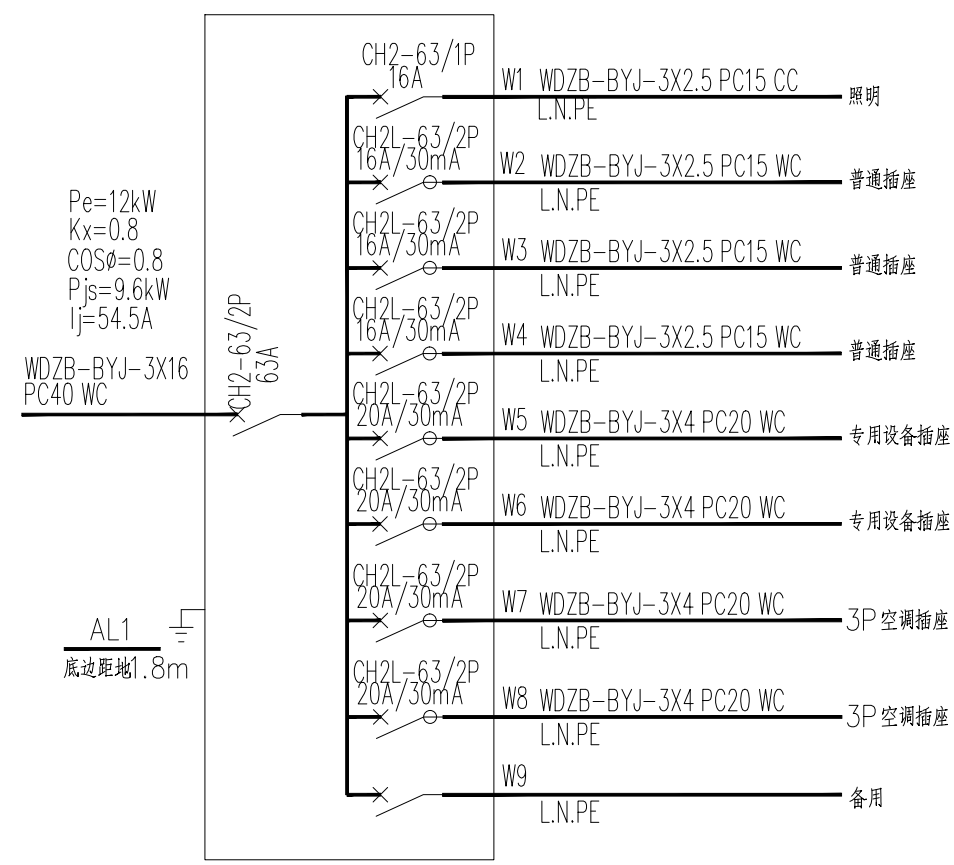 CH2-63/1P
16A
W1 WDZB-BYJ-3X2.5 PC15 CC
L.N.PE
照明
CH2L-63/2P
16A/30mA
W2 WDZB-BYJ-3X2.5 PC15 WC
L.N.PE
普通插座
CH2L-63/2P
16A/30mA
W3 WDZB-BYJ-3X2.5 PC15 WC
L.N.PE
普通插座
CH2L-63/2P
16A/30mA
W4 WDZB-BYJ-3X2.5 PC15 WC
L.N.PE
普通插座
Pe=12kW
Kx=0.8
COSø=0.8
Pjs=9.6kW
Ij=54.5A
WDZB-BYJ-3X16
PC40 WC
CH2-63/2P
63A
CH2L-63/2P
20A/30mA
W5 WDZB-BYJ-3X4 PC20 WC
L.N.PE
专用设备插座
CH2L-63/2P
20A/30mA
W6 WDZB-BYJ-3X4 PC20 WC
L.N.PE
专用设备插座
CH2L-63/2P
20A/30mA
W7 WDZB-BYJ-3X4 PC20 WC
L.N.PE
3P空调插座
AL1
底边距地1.8m
CH2L-63/2P
20A/30mA
W8 WDZB-BYJ-3X4 PC20 WC
L.N.PE
3P空调插座
W9
L.N.PE
备用